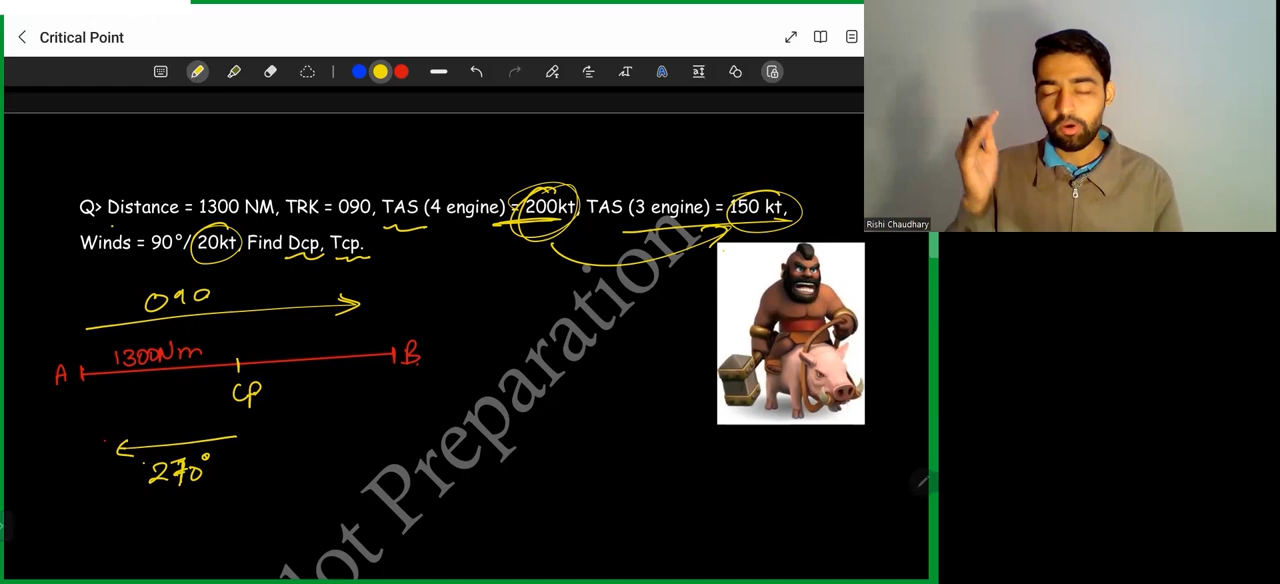 Critical Point
Q> Distance = 1300 NM, TRK = 090, TAS (4 engine) = 200kt, TAS (3 engine) = 150 kt,
Winds = 90°/20kt Find Dcp, Tcp.
090
A 1300Nm B
CP
270°
ot Preparation
Rishi Chaudhary